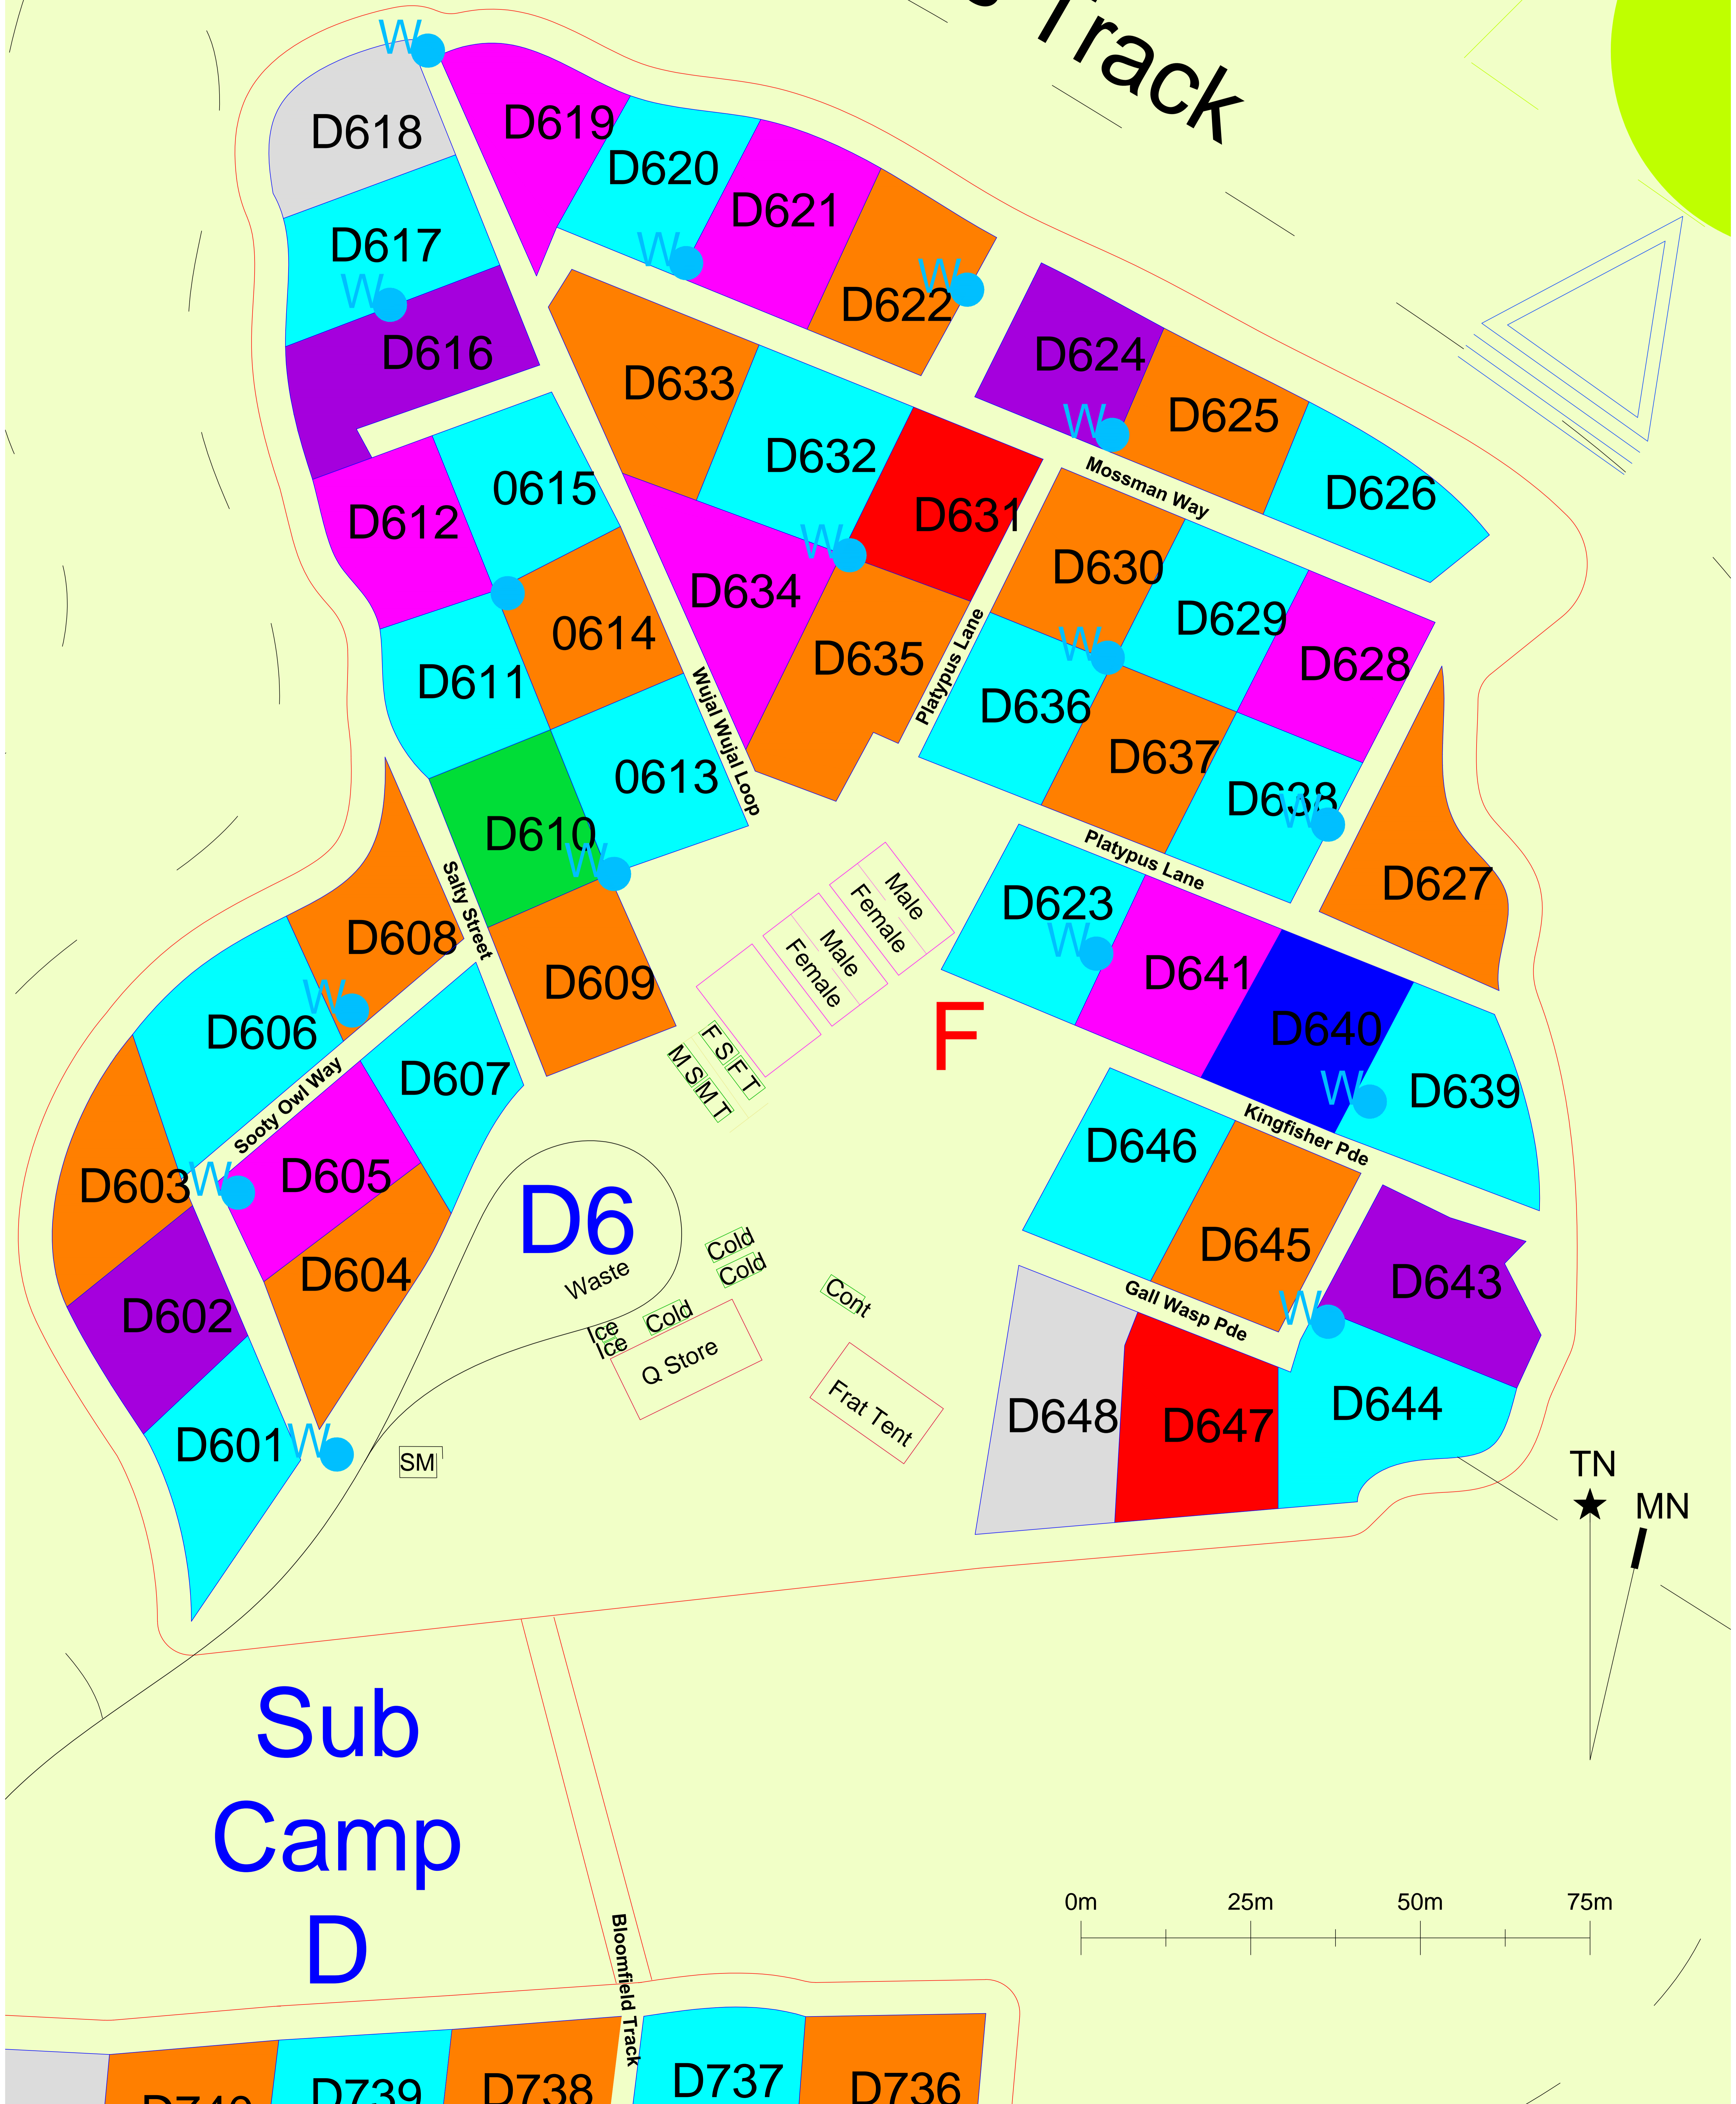 Track
W
D618
D619
D620
D621
D617
W
W
D622
W
D616
D624
D633
D625
W
D632
D626
Mossman Way
0615
D612
D631
W
D630
D634
D629
0614
D635
W
D628
D611
Platypus Lane
D636
Wujal Wujal Loop
D637
0613
D638
W
D610
W
Platypus Lane
D627
Salty Street
D623
Male
Female
D608
W
Male
Female
D641
D609
W
D606
D640
F
F S F T
M S M T
D607
W
D639
Sooty Owl Way
Kingfisher Pde
D646
D603
W
D605
D6
D645
Cold
Cold
D604
Waste
D643
Cont
Gall Wasp Pde
W
D602
Cold
Ice
Ice
Q Store
Frat Tent
D644
D648
D647
D601
W
SM
TN
MN
Sub
Camp
D
0m 25m 50m 75m
Bloomfield Track
D740
D739
D738
D737
D736